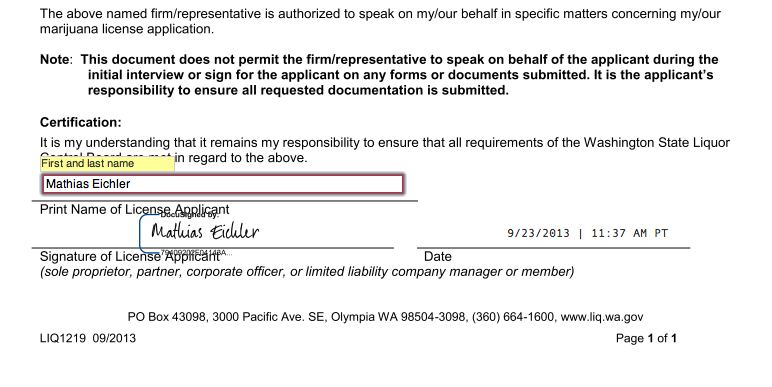 The above named firm/representative is authorized to speak on my/our behalf in specific matters concerning my/our
marijuana license application.
Note: This document does not permit the firm/representative to speak on behalf of the applicant during the
initial interview or sign for the applicant on any forms or documents submitted. It is the applicant's
responsibility to ensure all requested documentation is submitted.
Certification:
It is my understanding that it remains my responsibility to ensure that all requirements of the Washington State Liquor
in regard to the above.
First and last name
Mathias Eichler
Print Name of License Applicant
DocuSigned by:
Mathias Eichler
9/23/2013 | 11:37 AM PT
Signature of License Applicant
Date
(sole proprietor, partner, corporate officer, or limited liability company manager or member)
PO Box 43098, 3000 Pacific Ave. SE, Olympia WA 98504-3098, (360) 664-1600, www.liq.wa.gov
LIQ1219 09/2013
Page 1 of 1